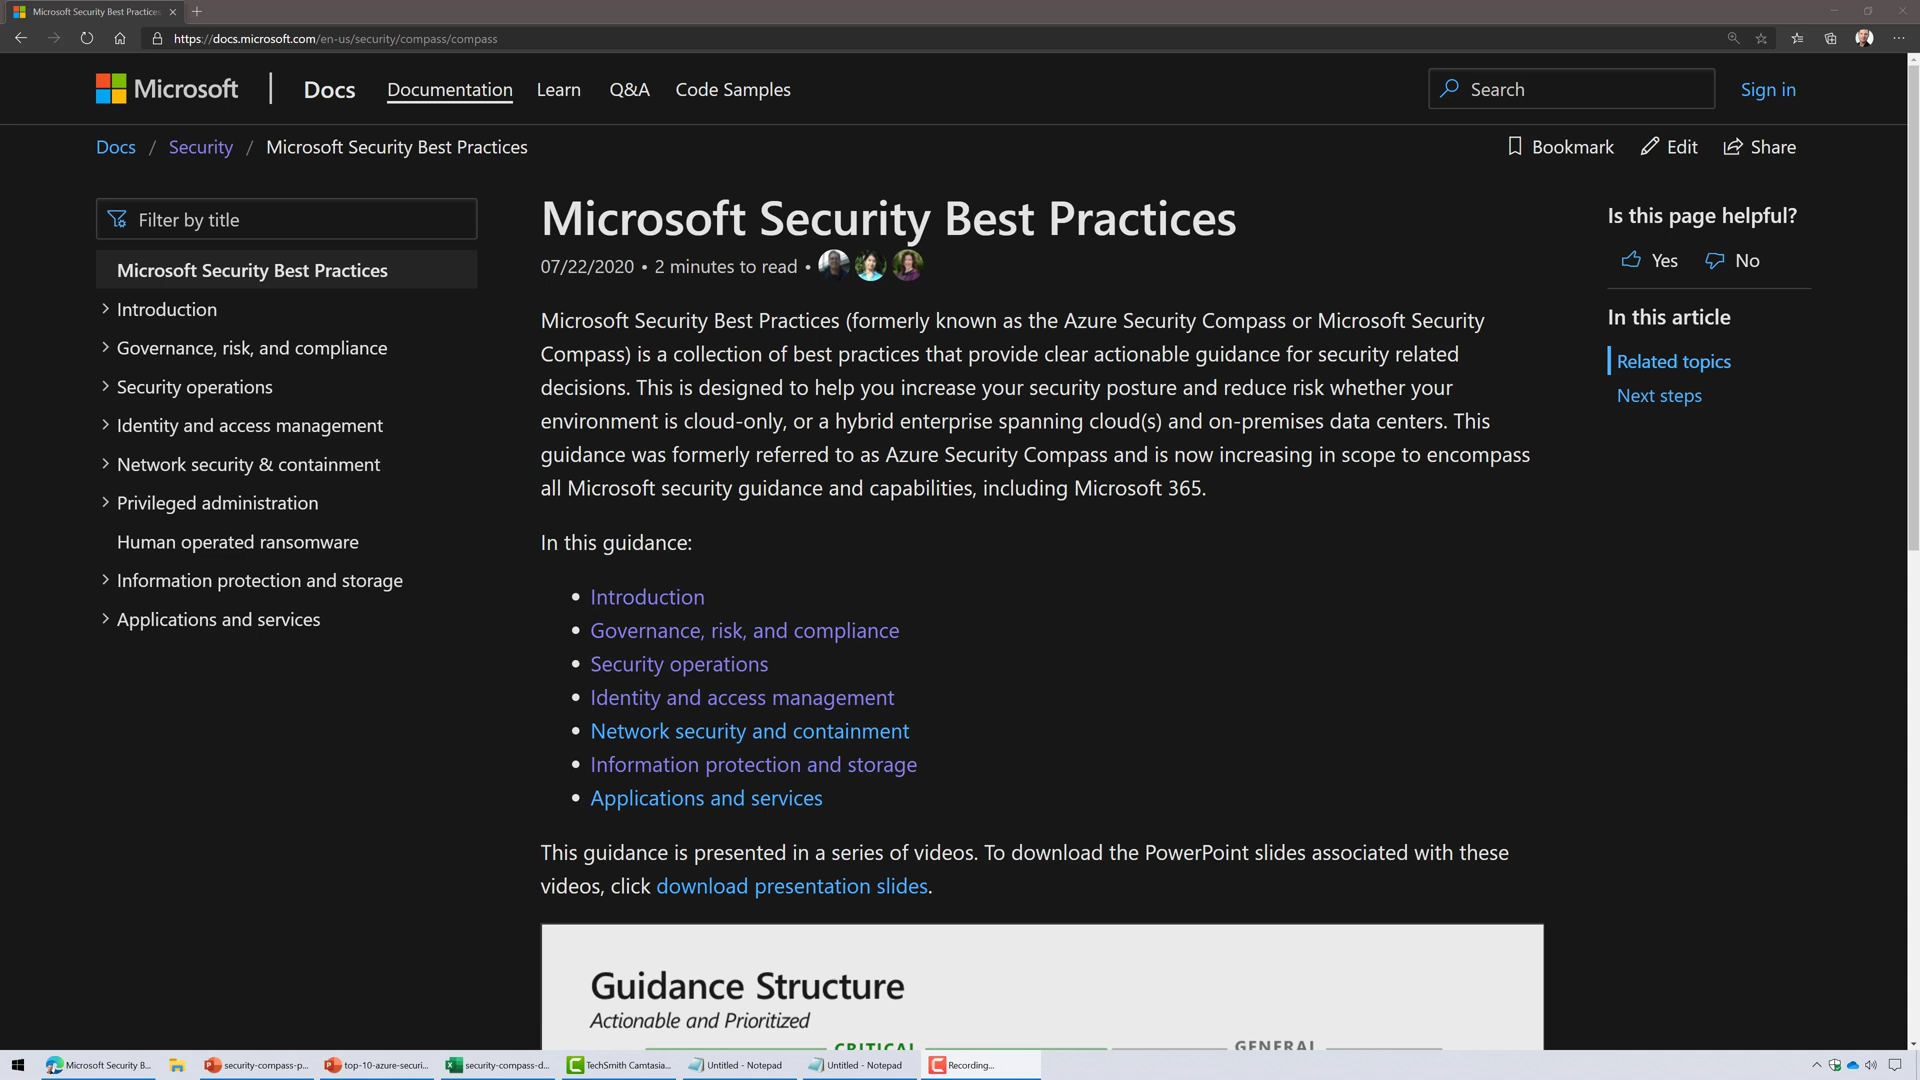 Microsoft Security Best Practices
https://docs.microsoft.com/en-us/security/compass/compass
Microsoft
Docs
Documentation
Learn
Q&A
Code Samples
Search
Sign in
Docs / Security / Microsoft Security Best Practices
Bookmark
Edit
Share
Filter by title
Microsoft Security Best Practices
Introduction
Governance, risk, and compliance
Security operations
Identity and access management
Network security & containment
Privileged administration
Human operated ransomware
Information protection and storage
Applications and services
Microsoft Security Best Practices
07/22/2020 • 2 minutes to read •
Microsoft Security Best Practices (formerly known as the Azure Security Compass or Microsoft Security
Compass) is a collection of best practices that provide clear actionable guidance for security related
decisions. This is designed to help you increase your security posture and reduce risk whether your
environment is cloud-only, or a hybrid enterprise spanning cloud(s) and on-premises data centers. This
guidance was formerly referred to as Azure Security Compass and is now increasing in scope to encompass
all Microsoft security guidance and capabilities, including Microsoft 365.
In this guidance:
• Introduction
• Governance, risk, and compliance
• Security operations
• Identity and access management
• Network security and containment
• Information protection and storage
• Applications and services
This guidance is presented in a series of videos. To download the PowerPoint slides associated with these
videos, click download presentation slides.
Guidance Structure
Actionable and Prioritized
CRITICAL
GENERAL
Is this page helpful?
Yes
No
In this article
Related topics
Next steps
Microsoft Security B...
security-compass-p...
top-10-azure-securi...
security-compass-d...
TechSmith Camtasia...
Untitled - Notepad
Untitled - Notepad
Recording...